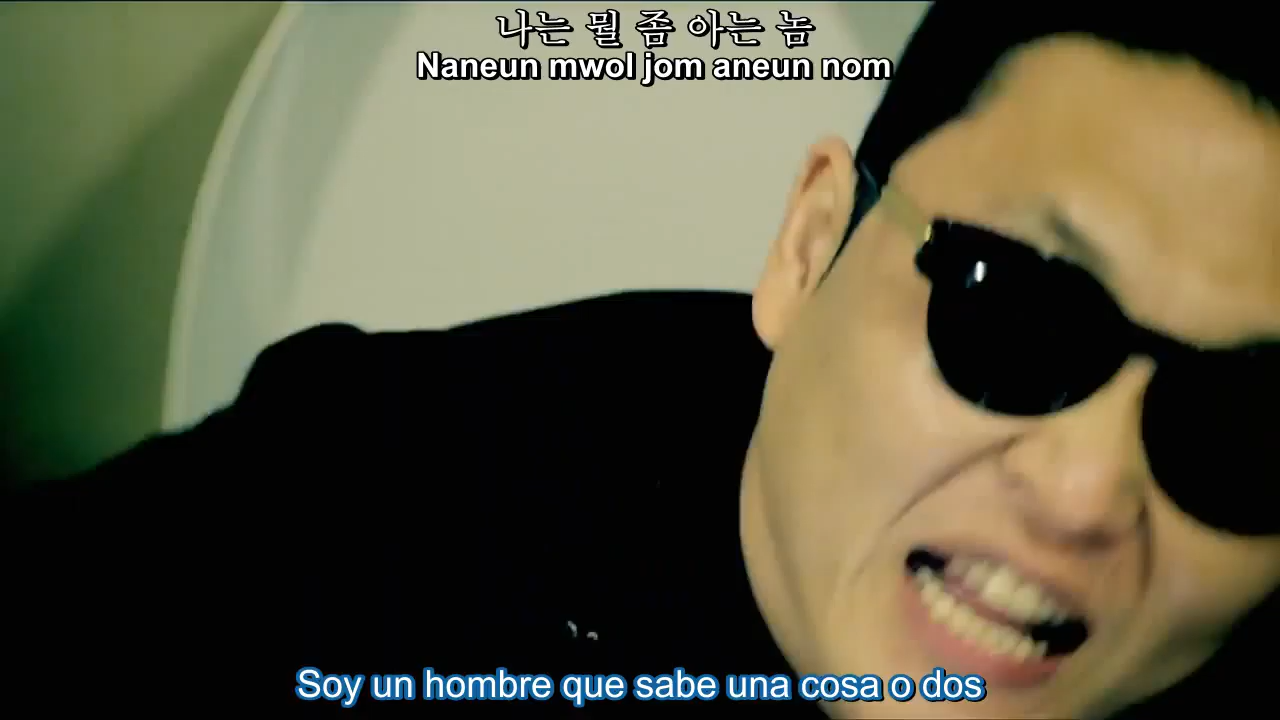 나는 뭘 좀 아는 놈
Naneun mwol jom aneun nom
Soy un hombre que sabe una cosa o dos